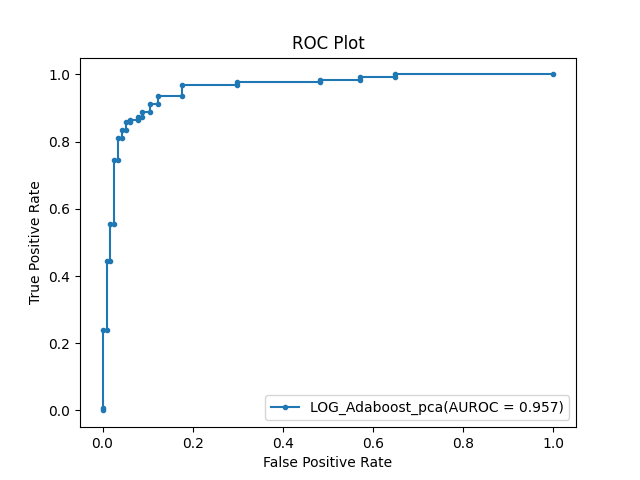 ROC Plot
1.0
0.8
0.6
0.4
0.2
0.0
True Positive Rate
LOG_Adaboost_pca(AUROC = 0.957)
0.0 0.2 0.4 0.6 0.8 1.0
False Positive Rate